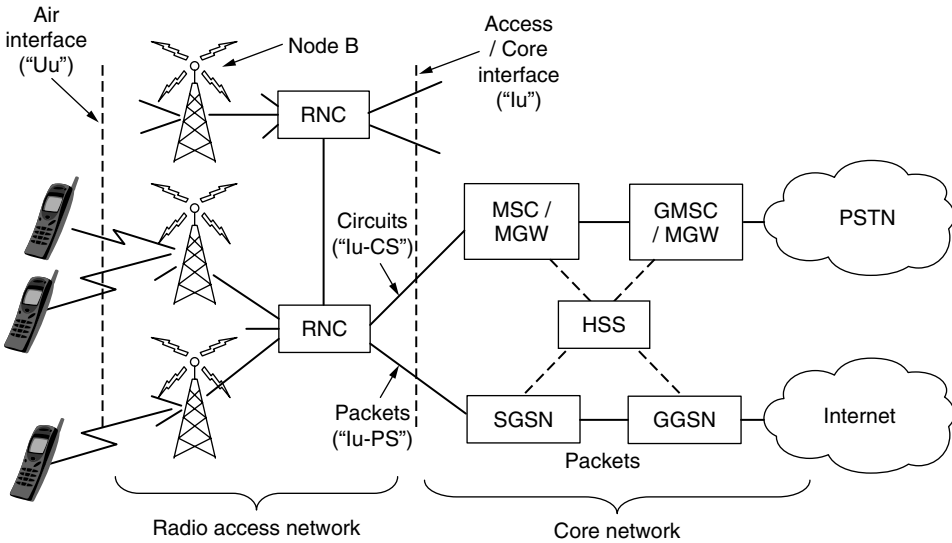 Air
interface
(“Uu”)
Node B
Access
/ Core
interface
(“Iu”)
RNC
Circuits
(“Iu-CS”)
MSC /
MGW
GMSC
/ MGW
PSTN
RNC
HSS
Packets
(“Iu-PS”)
SGSN
GGSN
Internet
Packets
Radio access network
Core network